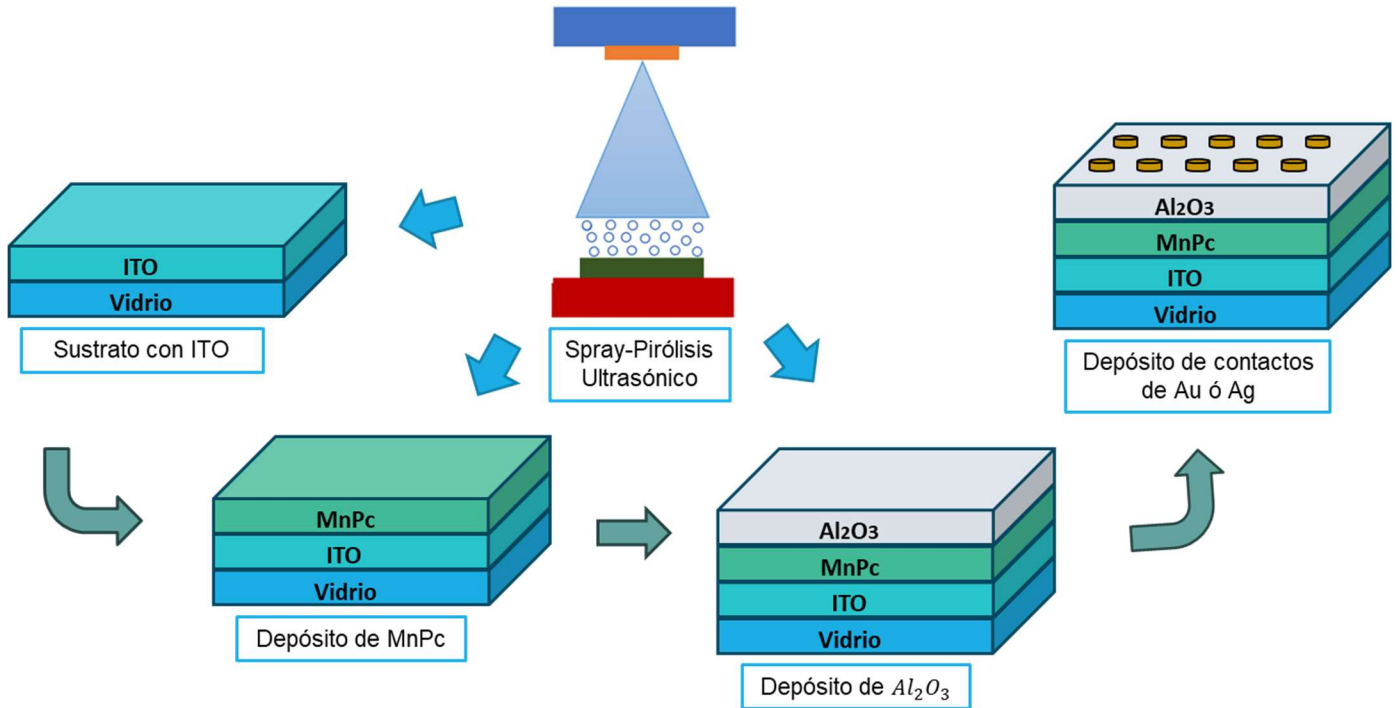 ITO
Vidrio
Sustrato con ITO
Spray-Pirólisis
Ultrasónico
Al₂O₃
MnPc
ITO
Vidrio
Depósito de contactos
de Au ó Ag
MnPc
ITO
Vidrio
Depósito de MnPc
Al₂O₃
MnPc
ITO
Vidrio
Depósito de Al₂O₃